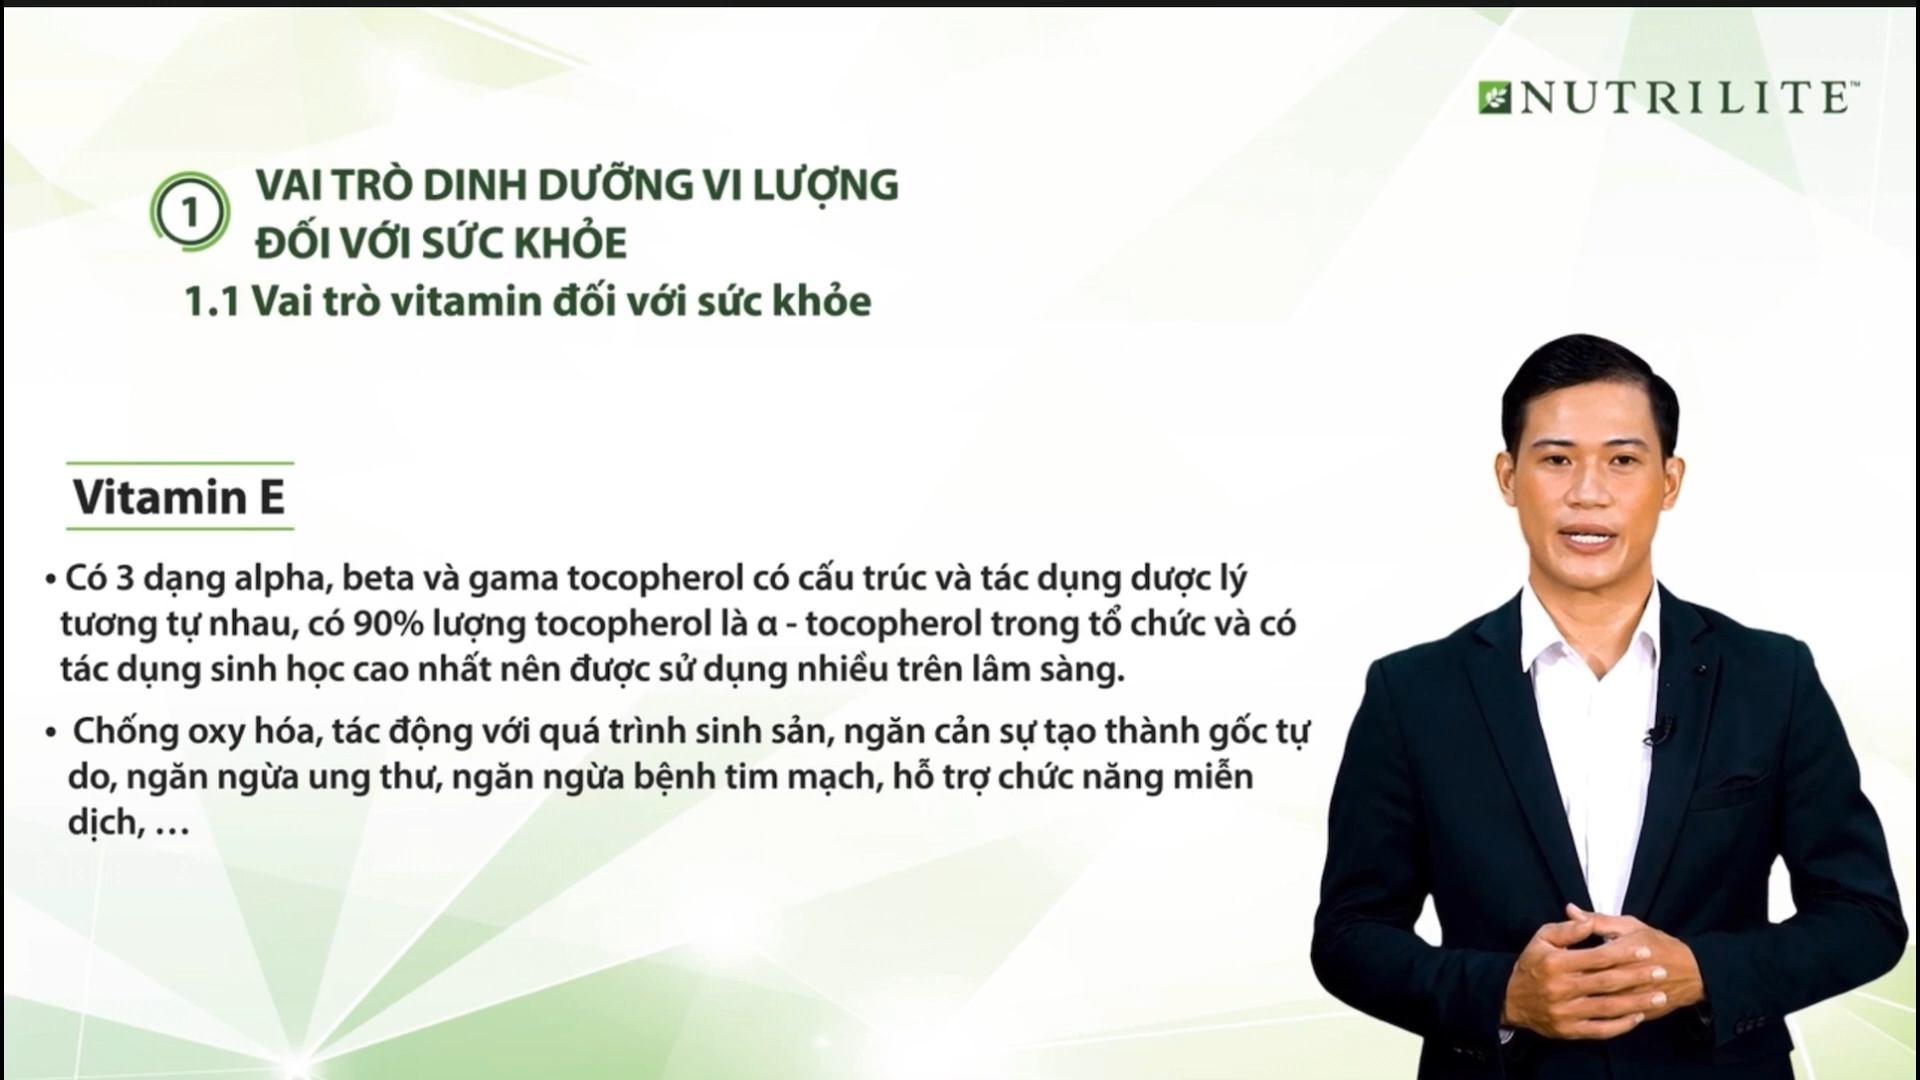 NUTRILITE™
1
VAI TRÒ DINH DƯỠNG VI LƯỢNG
ĐỐI VỚI SỨC KHỎE
1.1 Vai trò vitamin đối với sức khỏe
Vitamin E
• Có 3 dạng alpha, beta và gama tocopherol có cấu trúc và tác dụng dược lý
tương tự nhau, có 90% lượng tocopherol là α - tocopherol trong tổ chức và có
tác dụng sinh học cao nhất nên được sử dụng nhiều trên lâm sàng.
• Chống oxy hóa, tác động với quá trình sinh sản, ngăn cản sự tạo thành gốc tự
do, ngăn ngừa ung thư, ngăn ngừa bệnh tim mạch, hỗ trợ chức năng miễn
dịch, …